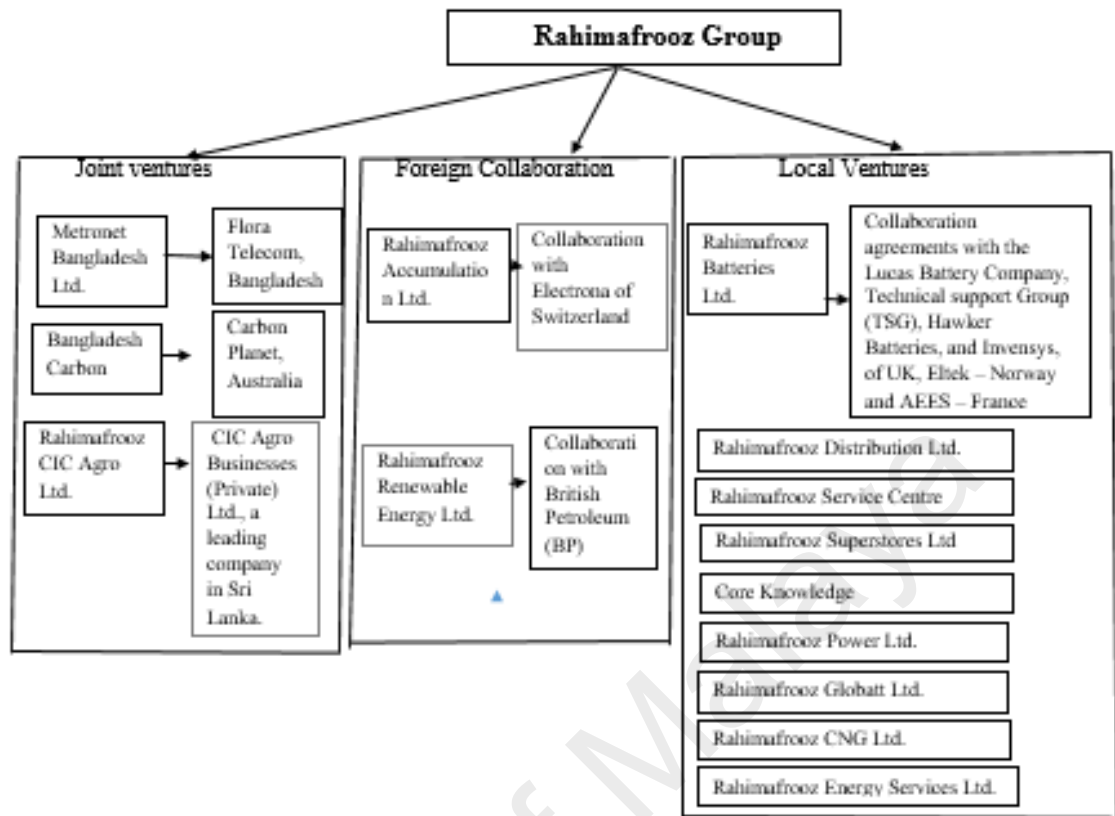 Rahimafrooz Group
Joint ventures
Metronet
Bangladesh
Ltd.
Flora
Telecom,
Bangladesh
Bangladesh
Carbon
Carbon
Planet,
Australia
Rahimafrooz
CIC Agro
Ltd.
CIC Agro
Businesses
(Private)
Ltd., a
leading
company
in Sri
Lanka.
Foreign Collaboration
Rahimafrooz
Accumulatio
n Ltd.
Collaboration
with
Electrona of
Switzerland
Rahimafrooz
Renewable
Energy Ltd.
Collaborati
on with
British
Petroleum
(BP)
Local Ventures
Rahimafrooz
Batteries
Ltd.
Collaboration
agreements with the
Lucas Battery Company,
Technical support Group
(TSG), Hawker
Batteries, and Invensys,
of UK, Eltek – Norway
and AEES – France
Rahimafrooz Distribution Ltd.
Rahimafrooz Service Centre
Rahimafrooz Superstores Ltd
Core Knowledge
Rahimafrooz Power Ltd.
Rahimafrooz Globatt Ltd.
Rahimafrooz CNG Ltd.
Rahimafrooz Energy Services Ltd.
of Malaya